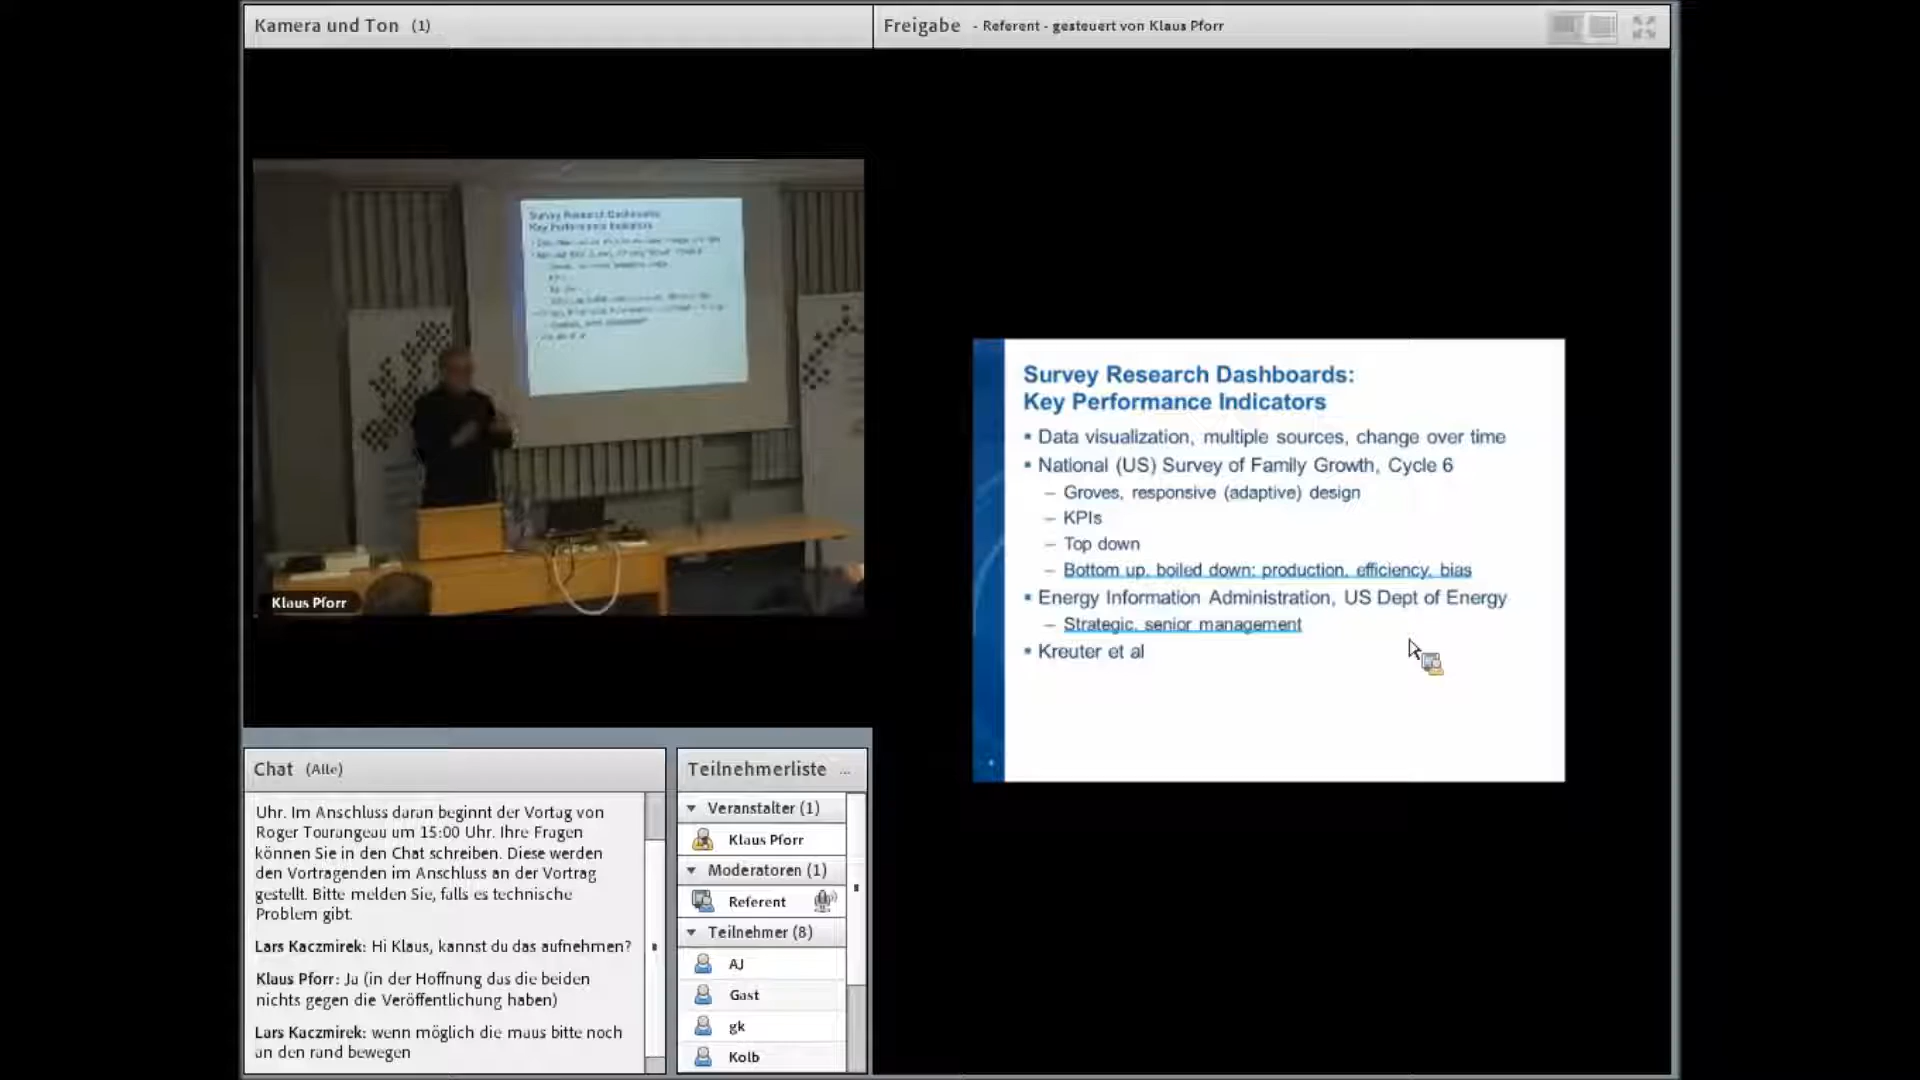 Kamera und Ton (1)
Freigabe - Referent - gesteuert von Klaus Pforr
Survey Research Dashboards:
Key Performance Indicators
Klaus Pforr
Survey Research Dashboards:
Key Performance Indicators
▪ Data visualization, multiple sources, change over time
▪ National (US) Survey of Family Growth, Cycle 6
– Groves, responsive (adaptive) design
– KPIs
– Top down
– Bottom up, boiled down: production, efficiency, bias
▪ Energy Information Administration, US Dept of Energy
– Strategic, senior management
▪ Kreuter et al
Chat (Alle)
Uhr. Im Anschluss daran beginnt der Vortag von
Roger Tourangeau um 15:00 Uhr. Ihre Fragen
können Sie in den Chat schreiben. Diese werden
den Vortragenden im Anschluss an der Vortrag
gestellt. Bitte melden Sie, falls es technische
Problem gibt.
Lars Kaczmirek: Hi Klaus, kannst du das aufnehmen?
Klaus Pforr: Ja (in der Hoffnung das die beiden
nichts gegen die Veröffentlichung haben)
Lars Kaczmirek: wenn möglich die maus bitte noch
an den rand bewegen
Teilnehmerliste ...
Veranstalter (1)
Klaus Pforr
Moderatoren (1)
Referent
Teilnehmer (8)
AJ
Gast
gk
Kolb